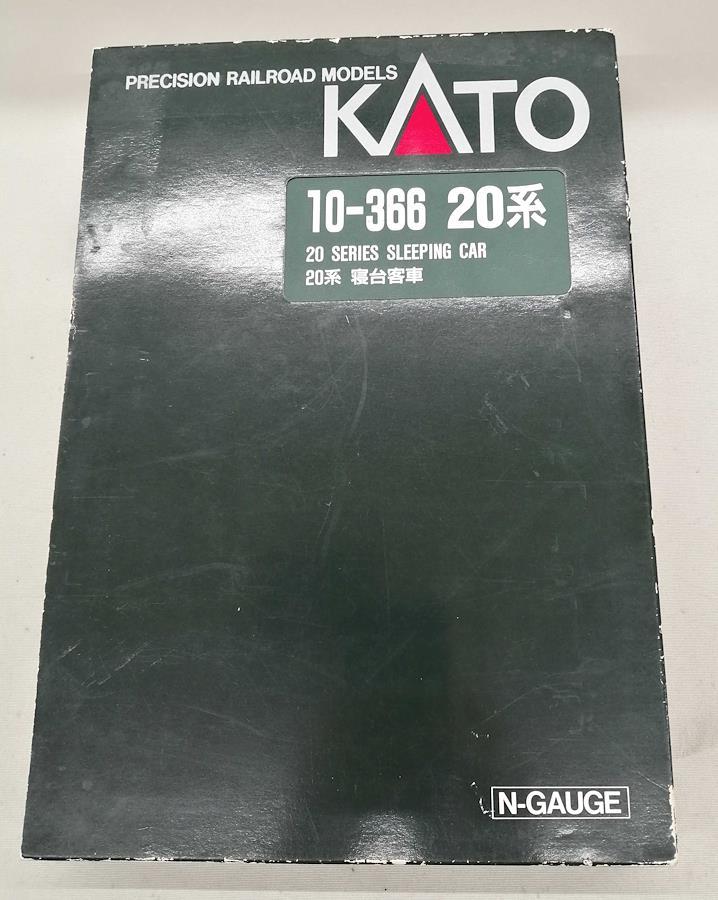 PRECISION RAILROAD MODELS
KATO
10-366 20系
20 SERIES SLEEPING CAR
20系 寝台客車
N-GAUGE